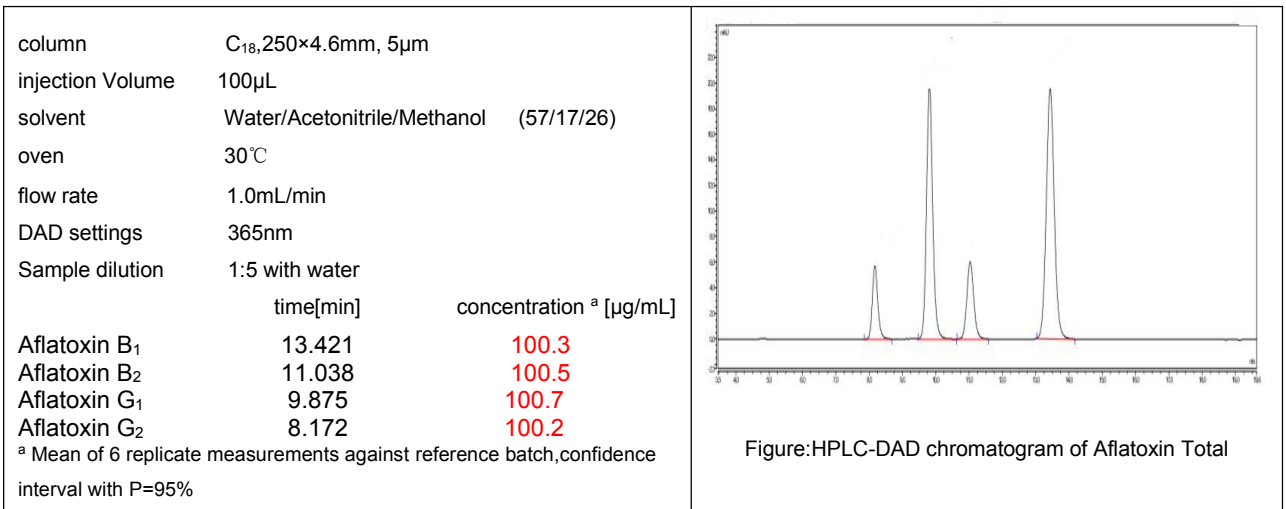 column C₁₈,250×4.6mm, 5μm
injection Volume 100μL
solvent Water/Acetonitrile/Methanol (57/17/26)
oven 30℃
flow rate 1.0mL/min
DAD settings 365nm
Sample dilution 1:5 with water
time[min] concentration ᵃ [μg/mL]
Aflatoxin B₁ 13.421 100.3
Aflatoxin B₂ 11.038 100.5
Aflatoxin G₁ 9.875 100.7
Aflatoxin G₂ 8.172 100.2
ᵃ Mean of 6 replicate measurements against reference batch,confidence
interval with P=95%
mAU
Figure:HPLC-DAD chromatogram of Aflatoxin Total